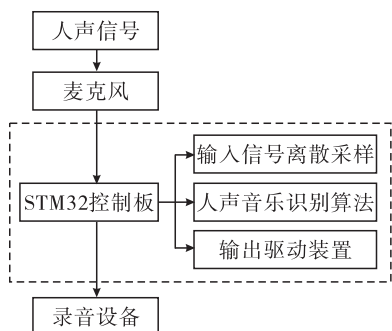 人声信号
麦克风
输入信号离散采样
STM32控制板
人声音乐识别算法
输出驱动装置
录音设备